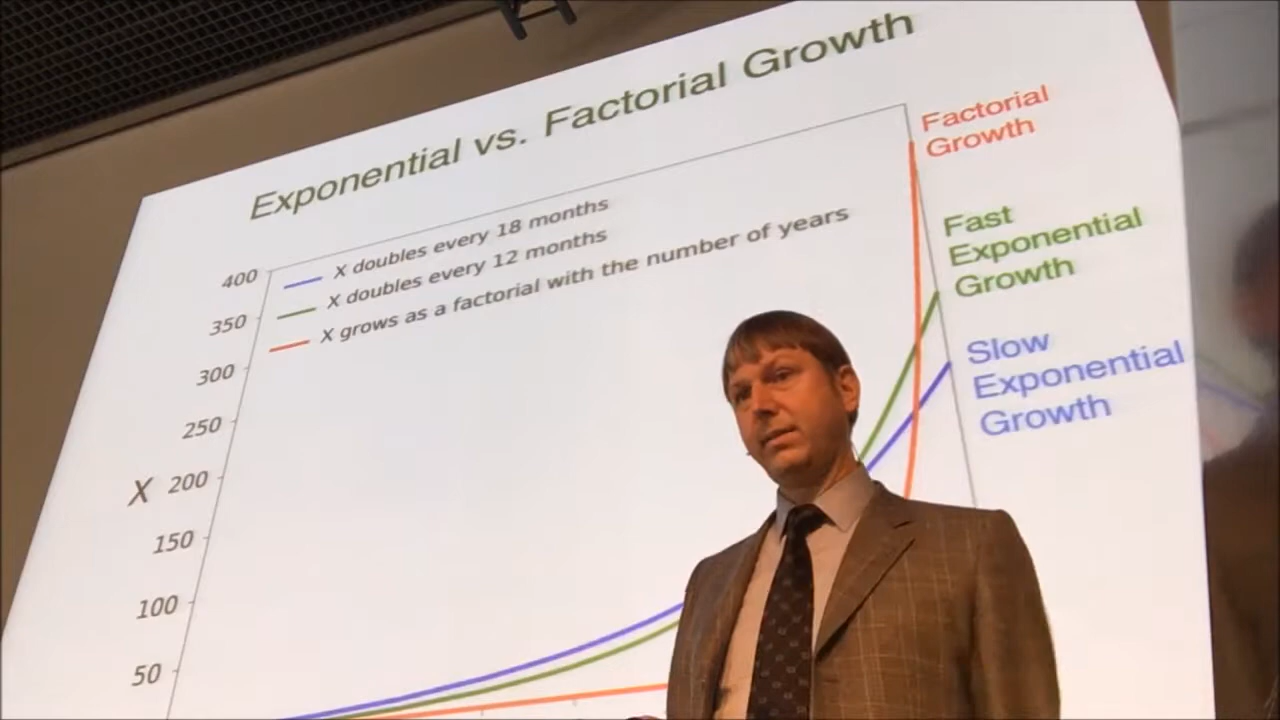 Exponential vs. Factorial Growth
X doubles every 18 months
X doubles every 12 months
X grows as a factorial with the number of years
400
350
300
250
200
150
100
50
X
Factorial
Growth
Fast
Exponential
Growth
Slow
Exponential
Growth